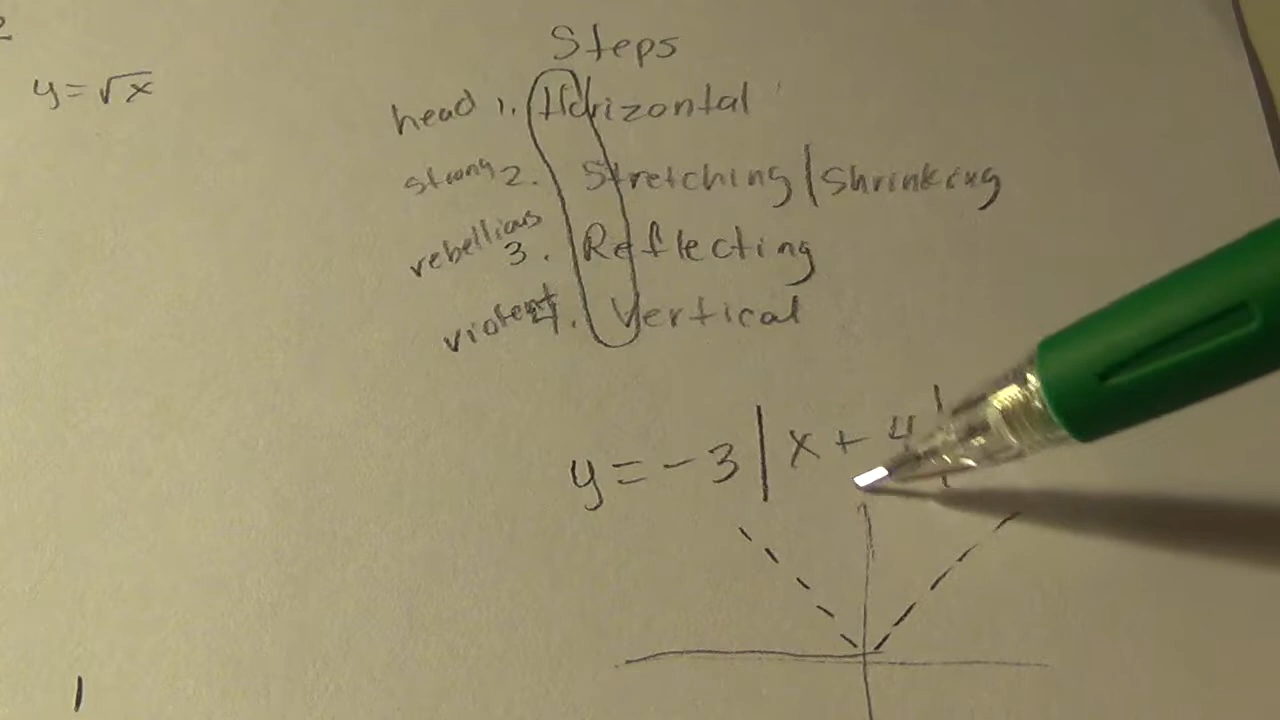 Steps
y=√x
head 1. Horizontal
strong 2. Stretching/Shrinking
rebellious 3. Reflecting
violent 4. Vertical
y=-3|x+4|